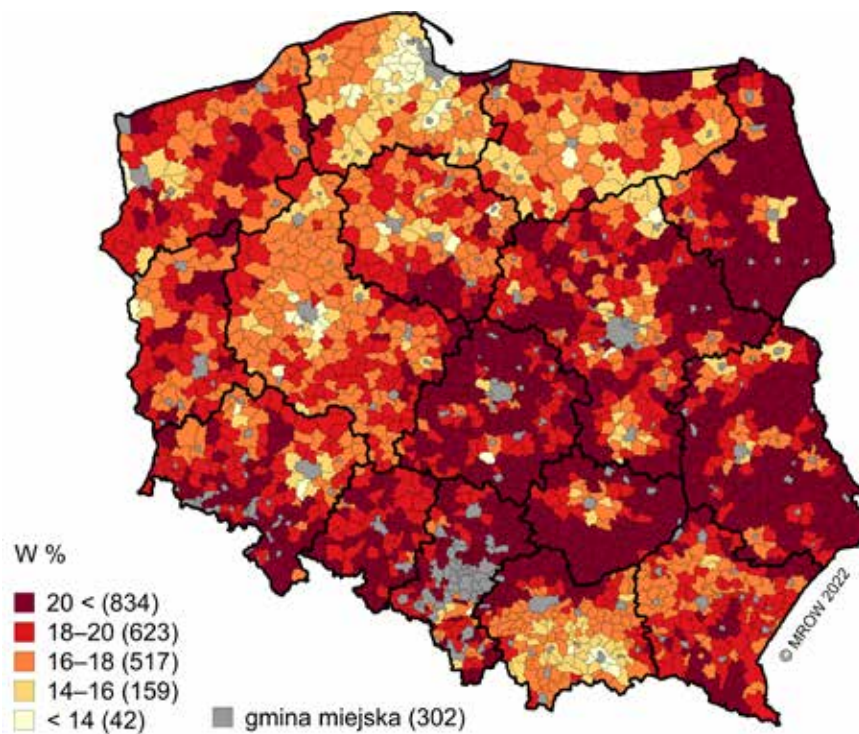 W %
20 < (834)
18–20 (623)
16–18 (517)
14–16 (159)
< 14 (42)
gmina miejska (302)
© MROW 2022